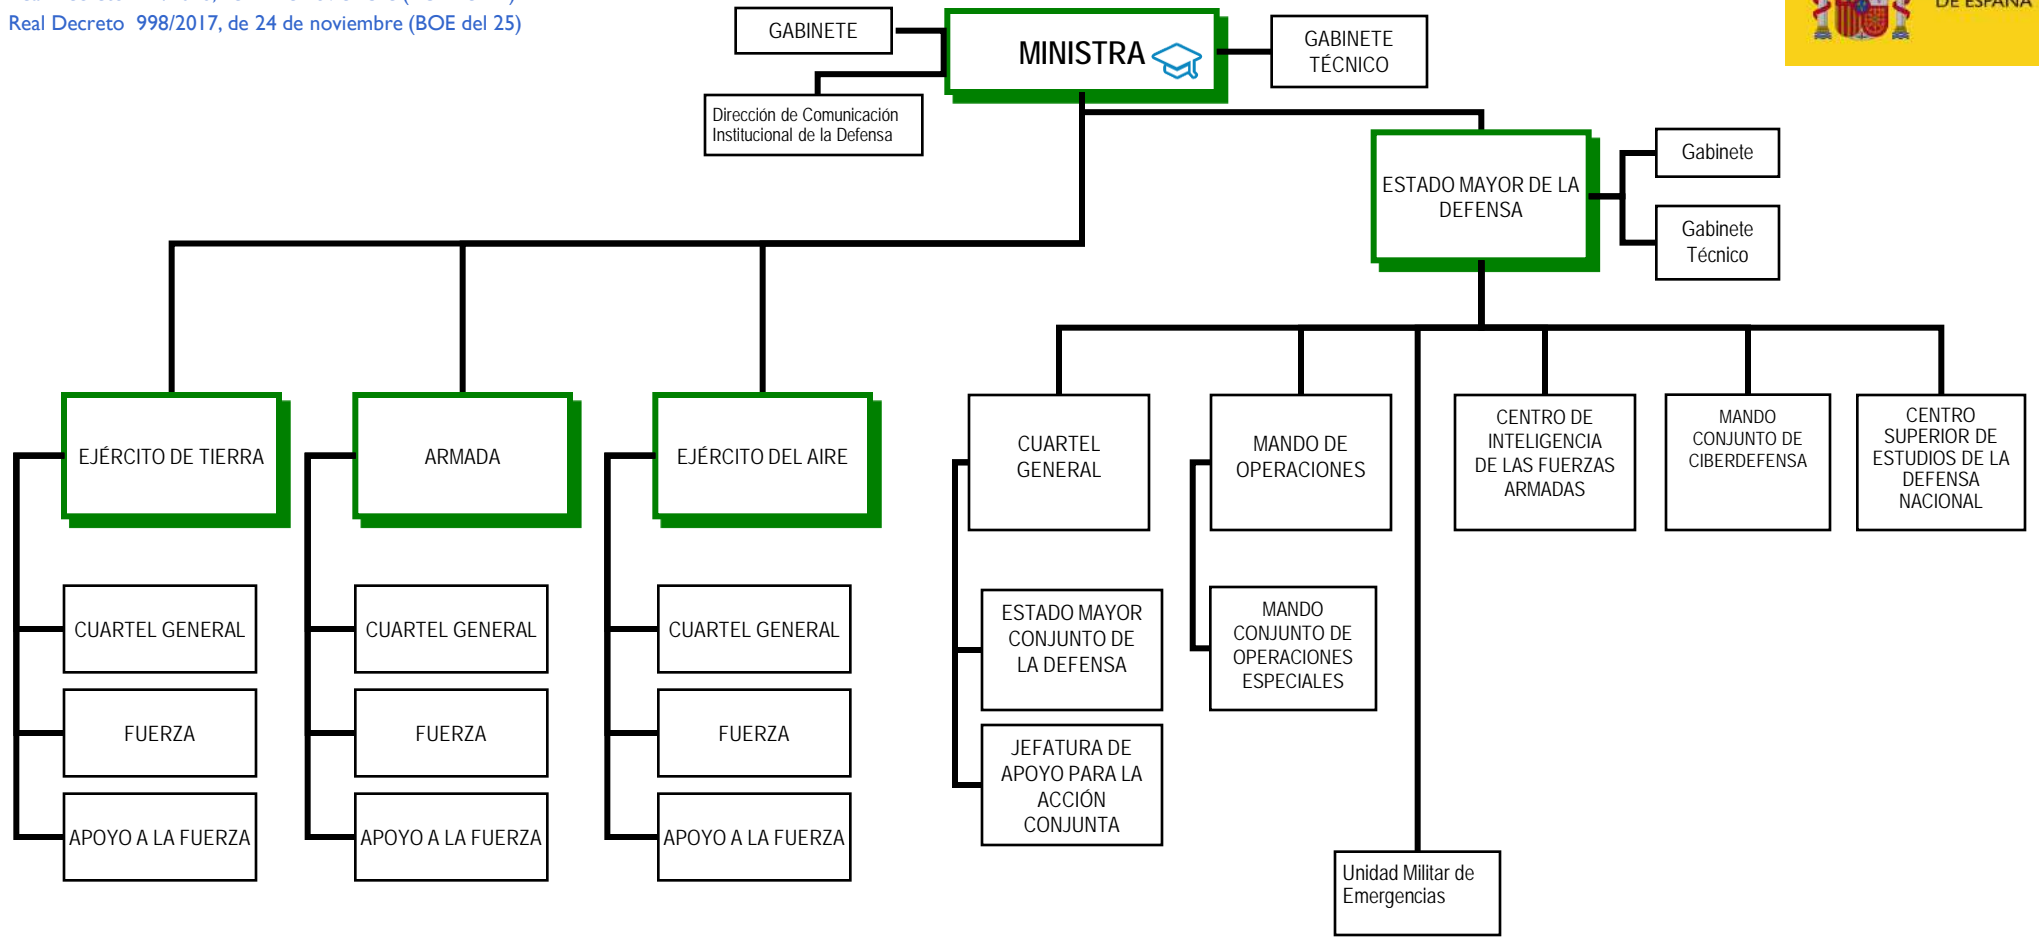 Real Decreto 998/2017, de 24 de noviembre (BOE del 25)
GABINETE
MINISTRA
GABINETE
TÉCNICO
DE ESPAÑA
Dirección de Comunicación
Institucional de la Defensa
ESTADO MAYOR DE LA
DEFENSA
Gabinete
Gabinete
Técnico
EJÉRCITO DE TIERRA
ARMADA
EJÉRCITO DEL AIRE
CUARTEL
GENERAL
MANDO DE
OPERACIONES
CENTRO DE
INTELIGENCIA
DE LAS FUERZAS
ARMADAS
MANDO
CONJUNTO DE
CIBERDEFENSA
CENTRO
SUPERIOR DE
ESTUDIOS DE LA
DEFENSA
NACIONAL
CUARTEL GENERAL
CUARTEL GENERAL
CUARTEL GENERAL
ESTADO MAYOR
CONJUNTO DE
LA DEFENSA
MANDO
CONJUNTO DE
OPERACIONES
ESPECIALES
FUERZA
FUERZA
FUERZA
JEFATURA DE
APOYO PARA LA
ACCIÓN
CONJUNTA
APOYO A LA FUERZA
APOYO A LA FUERZA
APOYO A LA FUERZA
Unidad Militar de
Emergencias